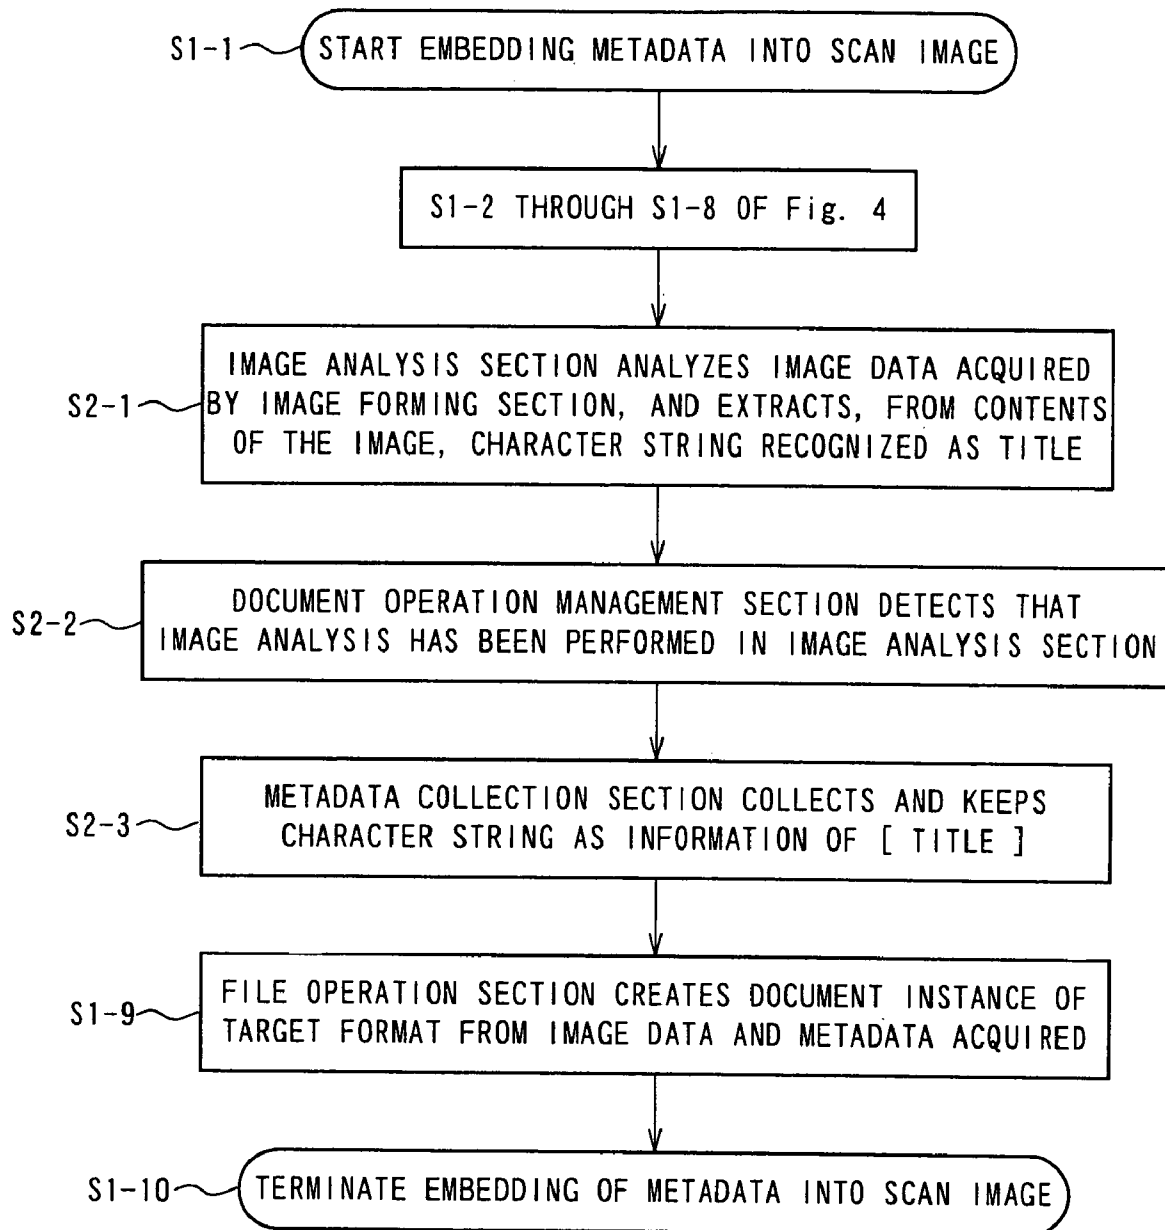 S1-1 START EMBEDDING METADATA INTO SCAN IMAGE
S1-2 THROUGH S1-8 OF Fig. 4
IMAGE ANALYSIS SECTION ANALYZES IMAGE DATA ACQUIRED
S2-1 BY IMAGE FORMING SECTION, AND EXTRACTS, FROM CONTENTS
OF THE IMAGE, CHARACTER STRING RECOGNIZED AS TITLE
S2-2 DOCUMENT OPERATION MANAGEMENT SECTION DETECTS THAT
IMAGE ANALYSIS HAS BEEN PERFORMED IN IMAGE ANALYSIS SECTION
METADATA COLLECTION SECTION COLLECTS AND KEEPS
S2-3 CHARACTER STRING AS INFORMATION OF [ TITLE ]
FILE OPERATION SECTION CREATES DOCUMENT INSTANCE OF
S1-9 TARGET FORMAT FROM IMAGE DATA AND METADATA ACQUIRED
S1-10 TERMINATE EMBEDDING OF METADATA INTO SCAN IMAGE